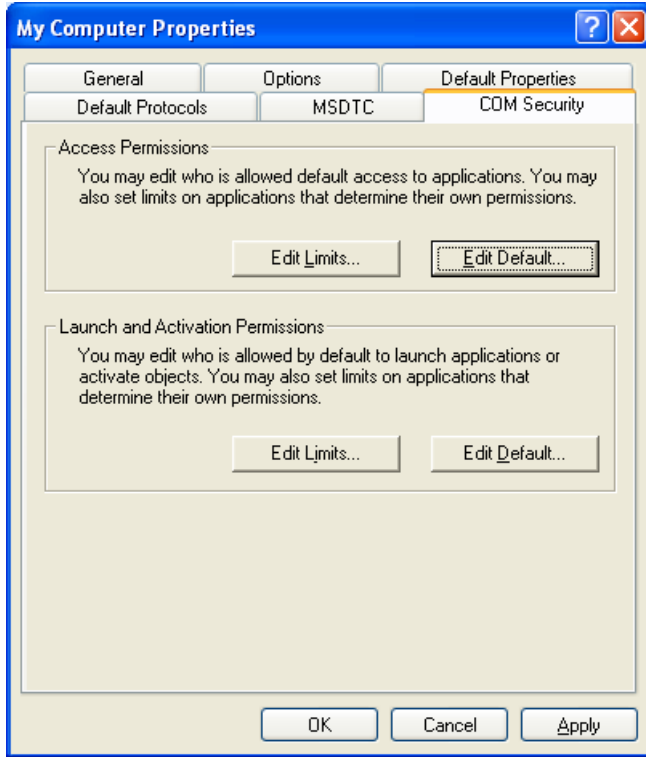 My Computer Properties
General Options Default Properties
Default Protocols MSDTC COM Security
Access Permissions
You may edit who is allowed default access to applications. You may
also set limits on applications that determine their own permissions.
Edit Limits... Edit Default...
Launch and Activation Permissions
You may edit who is allowed by default to launch applications or
activate objects. You may also set limits on applications that
determine their own permissions.
Edit Limits... Edit Default...
OK Cancel Apply